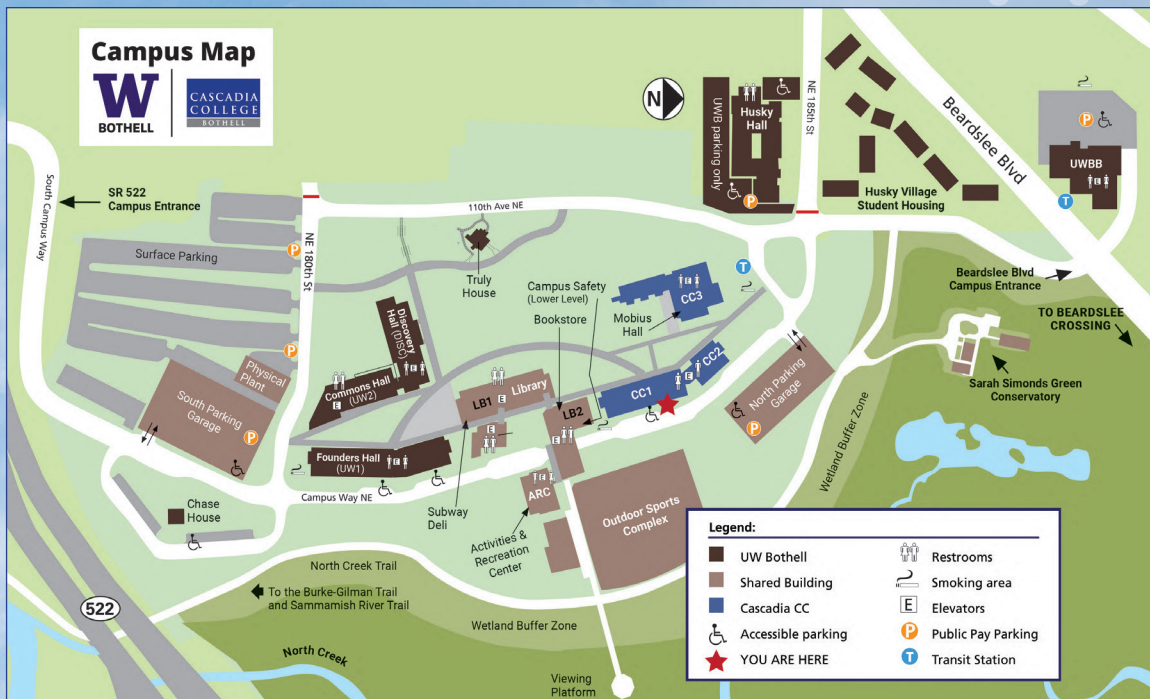 Campus Map
W
BOTHELL
CASCADIA
COLLEGE
BOTHELL
N
UWB parking only
Husky
Hall
NE 185th St
Beardslee Blvd
P
UWBB
E
T
South Campus Way
SR 522
Campus Entrance
110th Ave NE
P
Husky Village
Student Housing
Surface Parking
P
NE 180th St
Truly
House
Campus Safety
(Lower Level)
Bookstore
T
CC3
E
Mobius
Hall
Beardslee Blvd
Campus Entrance
TO BEARDSLEE
CROSSING
Discovery
Hall (DISC)
E
P
Physical
Plant
Commons Hall
(UW2)
E
South Parking
Garage
P
LB1
Library
E
E
LB2
E
CC1
E
CC2
North Parking
Garage
P
Sarah Simonds Green
Conservatory
Wetland Buffer Zone
Founders Hall
(UW1)
E
Campus Way NE
Chase
House
Subway
Deli
ARC
E
Activities &
Recreation
Center
Outdoor Sports
Complex
North Creek Trail
To the Burke-Gilman Trail
and Sammamish River Trail
522
Wetland Buffer Zone
North Creek
Viewing
Platform
Legend:
UW Bothell
Shared Building
Cascadia CC
Accessible parking
YOU ARE HERE
Restrooms
Smoking area
E Elevators
P Public Pay Parking
T Transit Station